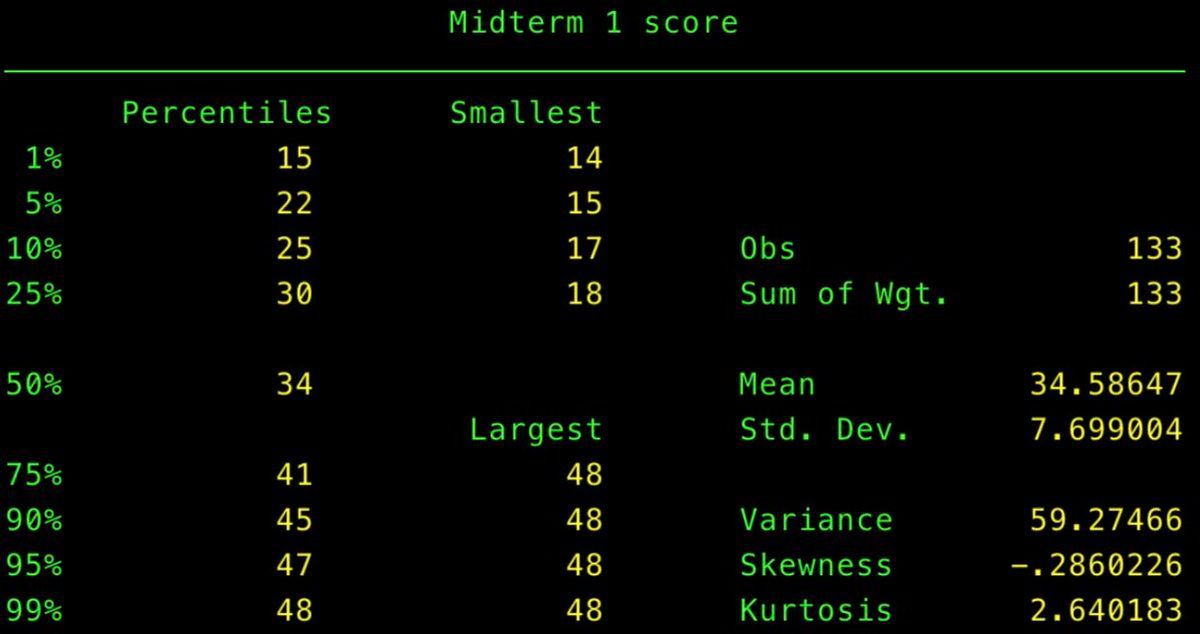 Midterm 1 score
Percentiles Smallest
1% 15 14
5% 22 15
10% 25 17 Obs 133
25% 30 18 Sum of Wgt. 133
50% 34 Mean 34.58647
Largest Std. Dev. 7.699004
75% 41 48
90% 45 48 Variance 59.27466
95% 47 48 Skewness -.2860226
99% 48 48 Kurtosis 2.640183